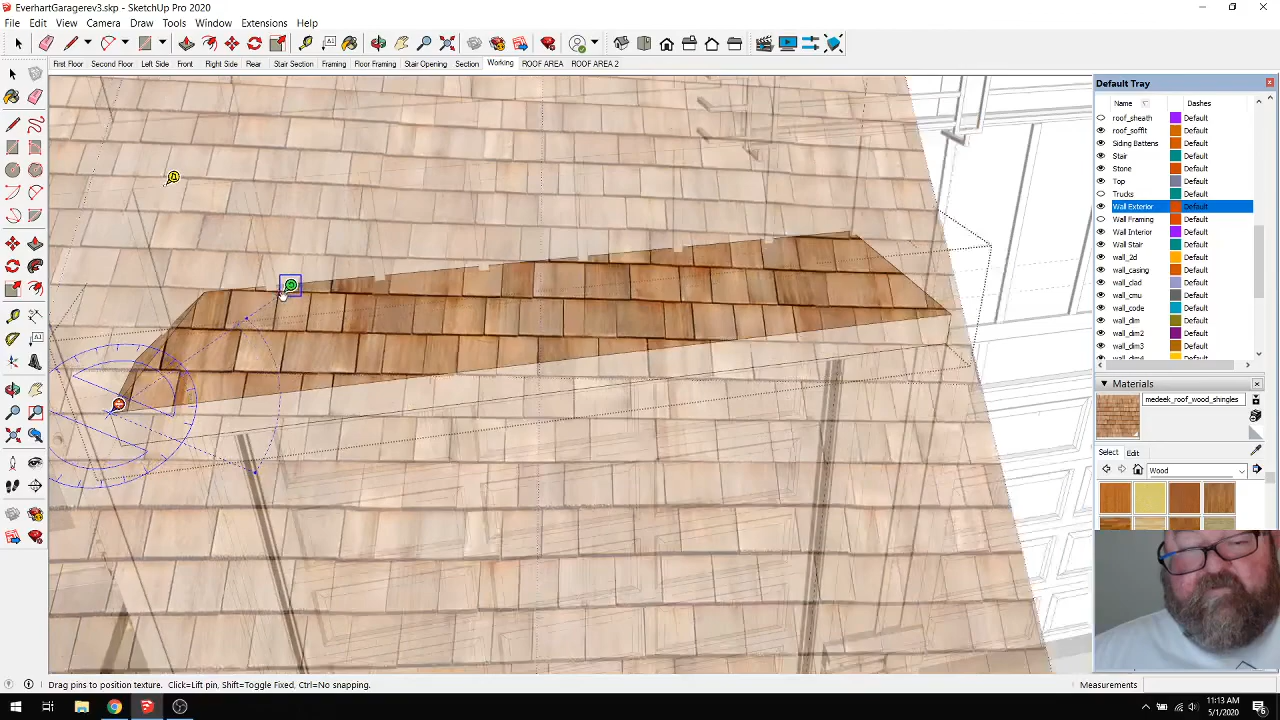 EverhartGaragerev3.skp - SketchUp Pro 2020
File Edit View Camera Draw Tools Window Extensions Help
First Floor Second Floor Left Side Front Right Side Rear Stair Section Framing Floor Framing Stair Opening Section Working ROOF AREA ROOF AREA 2
Default Tray
Name Dashes
roof_sheath Default
roof_soffit Default
Siding Battens Default
Stair Default
Stone Default
Top Default
Trucks Default
Wall Exterior Default
Wall Framing Default
Wall Interior Default
Wall Stair Default
wall_2d Default
wall_casing Default
wall_clad Default
wall_cmu Default
wall_code Default
wall_dim Default
wall_dim2 Default
wall_dim3 Default
wall_dim4 Default
Materials
medeek_roof_wood_shingles
Select Edit
Wood
Drag pins to position texture. Click=Lift pin, Shift=Toggle Fixed, Ctrl=No snapping.
Measurements
11:13 AM
5/1/2020